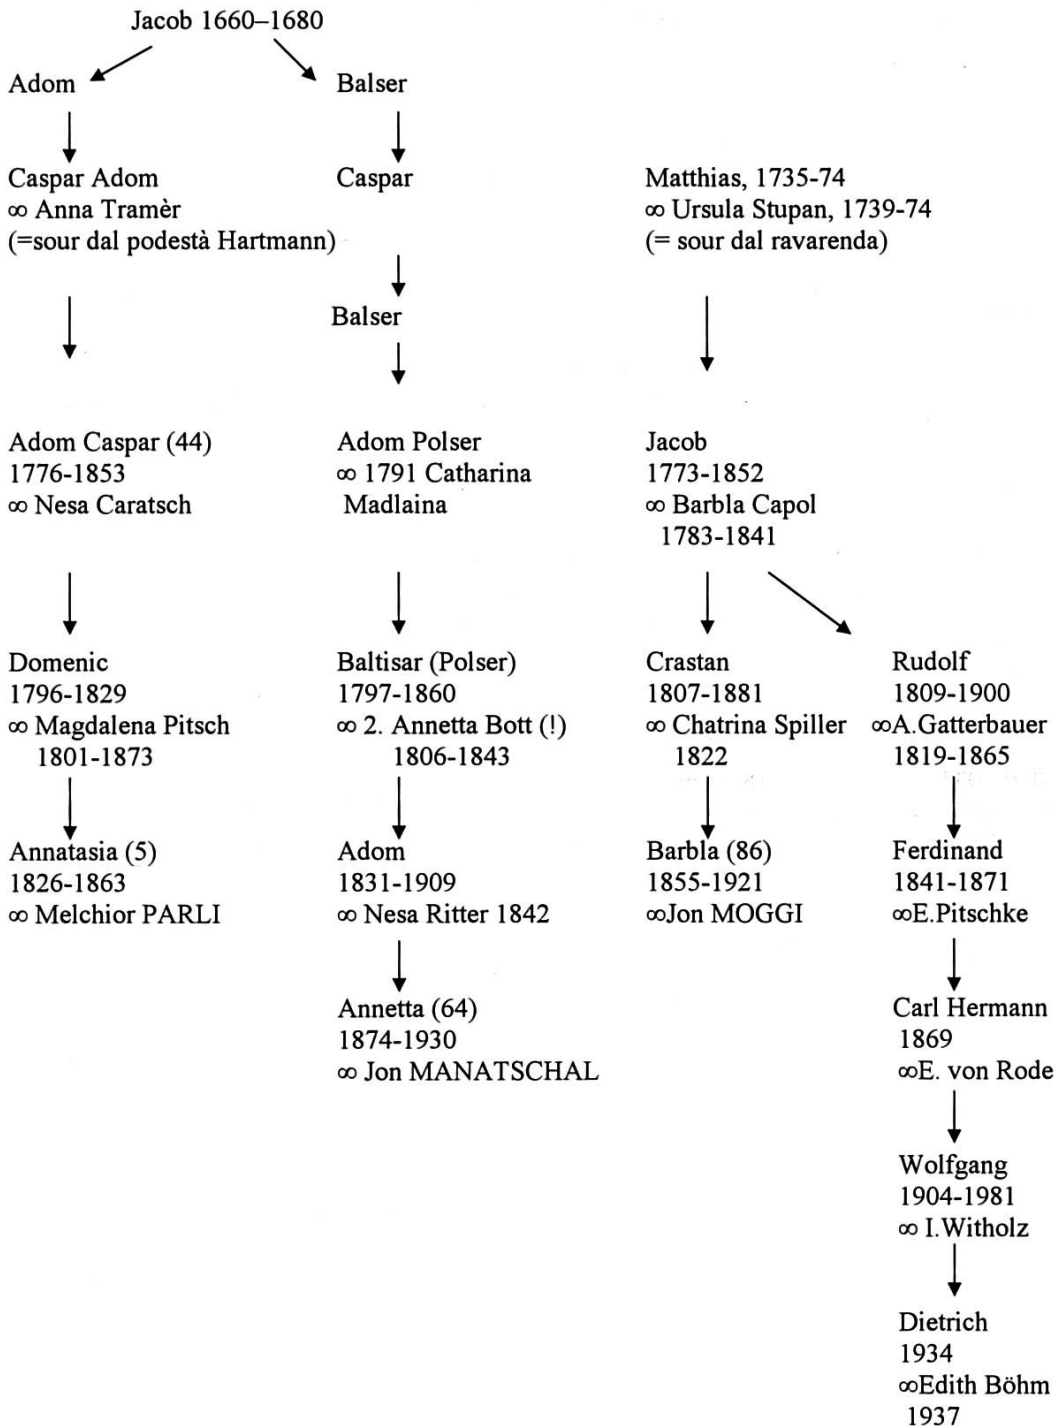 Jacob 1660–1680
Adom
Balser
Caspar Adom
∞ Anna Tramèr
(=sour dal podestà Hartmann)
Caspar
Matthias, 1735-74
∞ Ursula Stupan, 1739-74
(= sour dal ravarenda)
Balser
Adom Caspar (44)
1776-1853
∞ Nesa Caratsch
Adom Polser
∞ 1791 Catharina
Madlaina
Jacob
1773-1852
∞ Barbla Capol
1783-1841
Domenic
1796-1829
∞ Magdalena Pitsch
1801-1873
Baltisar (Polser)
1797-1860
∞ 2. Annetta Bott (!)
1806-1843
Crastan
1807-1881
∞ Chatrina Spiller
1822
Rudolf
1809-1900
∞A.Gatterbauer
1819-1865
Annatasia (5)
1826-1863
∞ Melchior PARLI
Adom
1831-1909
∞ Nesa Ritter 1842
Barbla (86)
1855-1921
∞Jon MOGGI
Ferdinand
1841-1871
∞E.Pitschke
Annetta (64)
1874-1930
∞ Jon MANATSCHAL
Carl Hermann
1869
∞E. von Rode
Wolfgang
1904-1981
∞ I.Witholz
Dietrich
1934
∞Edith Böhm
1937